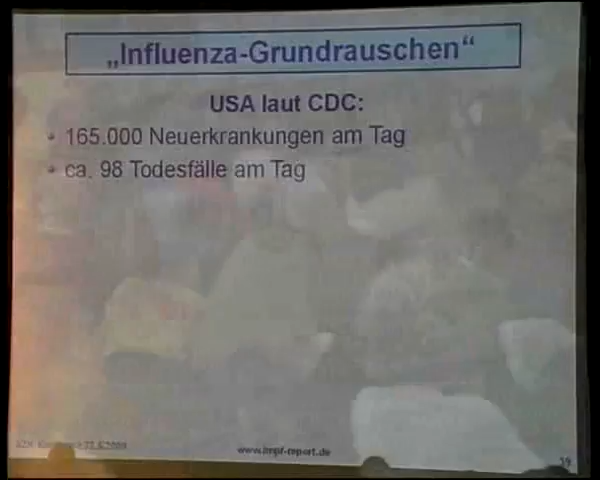 „Influenza-Grundrauschen“
USA laut CDC:
• 165.000 Neuerkrankungen am Tag
• ca. 98 Todesfälle am Tag
www.impf-report.de
19